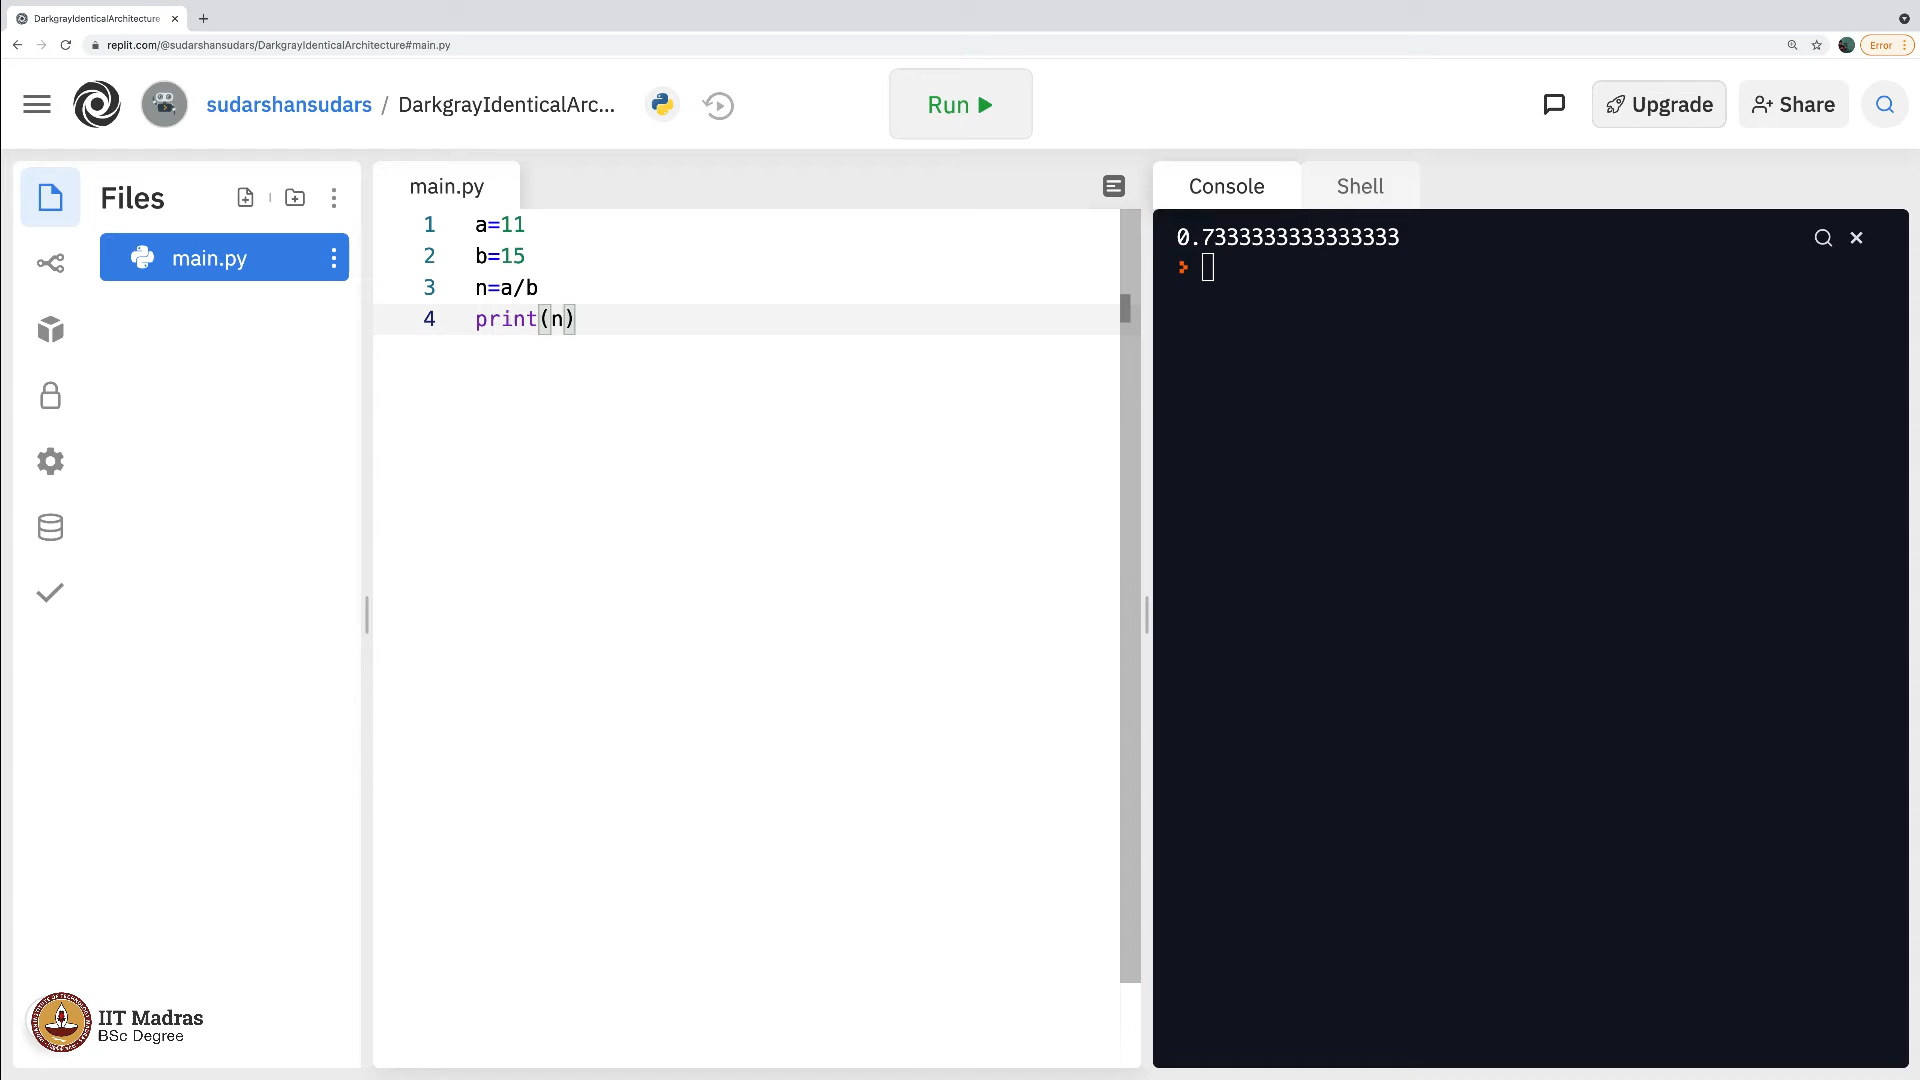 DarkgrayIdenticalArchitecture
replit.com/@sudarshansudars/DarkgrayIdenticalArchitecture#main.py
Error
sudarshansudars / DarkgrayIdenticalArc...
Run
Upgrade
Share
Files
main.py
main.py
1 a=11
2 b=15
3 n=a/b
4 print(n)
Console
Shell
0.7333333333333333
IIT Madras
BSc Degree